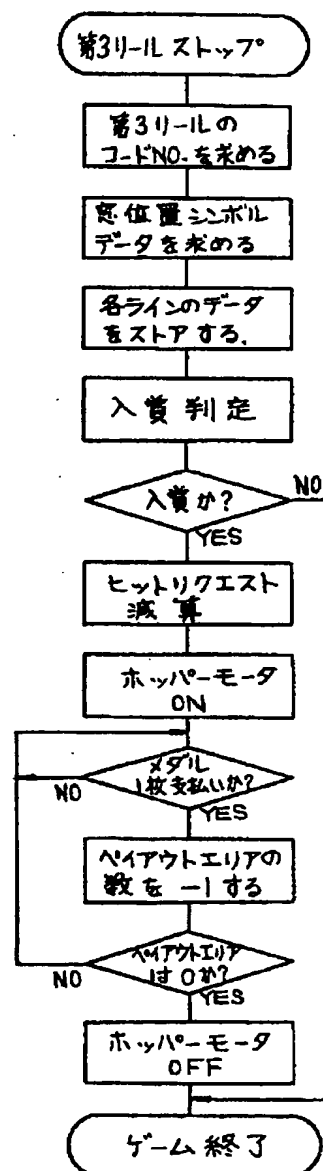 第3リールストップ
第3リールの
コードNO.を求める
窓位置シンボル
データを求める
各ラインのデータ
をストアする.
入賞判定
入賞か?
NO
YES
ヒットリクエスト
減算
ホッパーモータ
ON
メダル
1枚支払いか?
NO
YES
ペイアウトエリアの
数を-1する
ペイアウトエリア
は0か?
NO
YES
ホッパーモータ
OFF
ゲーム終了